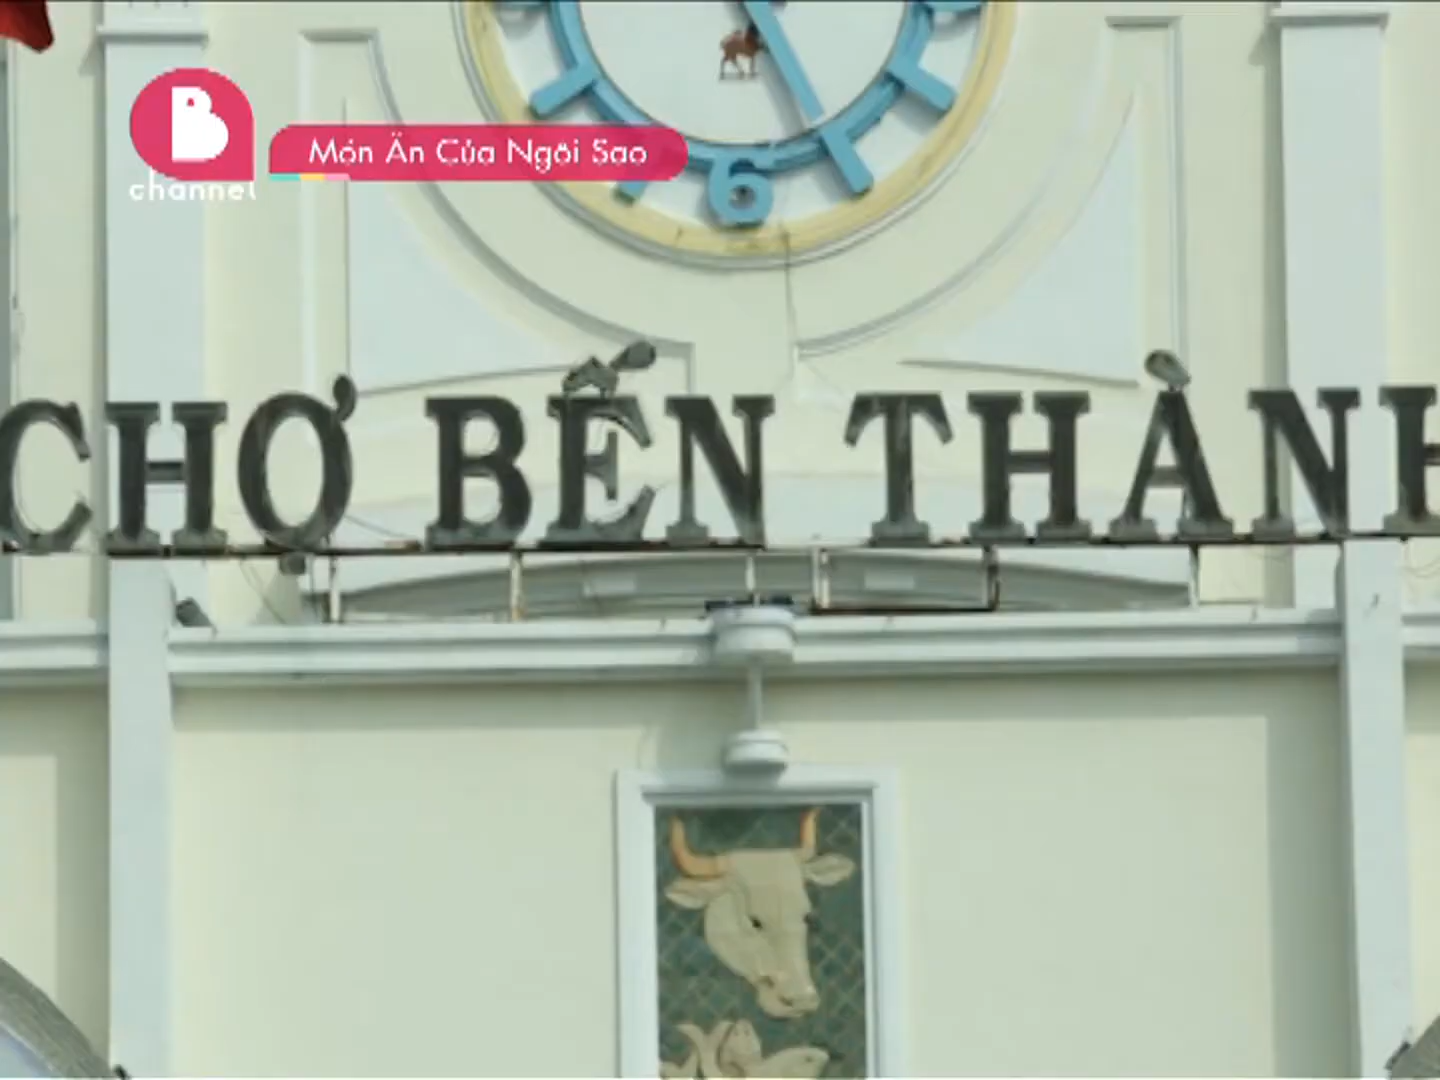 B
channel
Món Ăn Của Ngôi Sao
6
CHỢ BẾN THÀNH